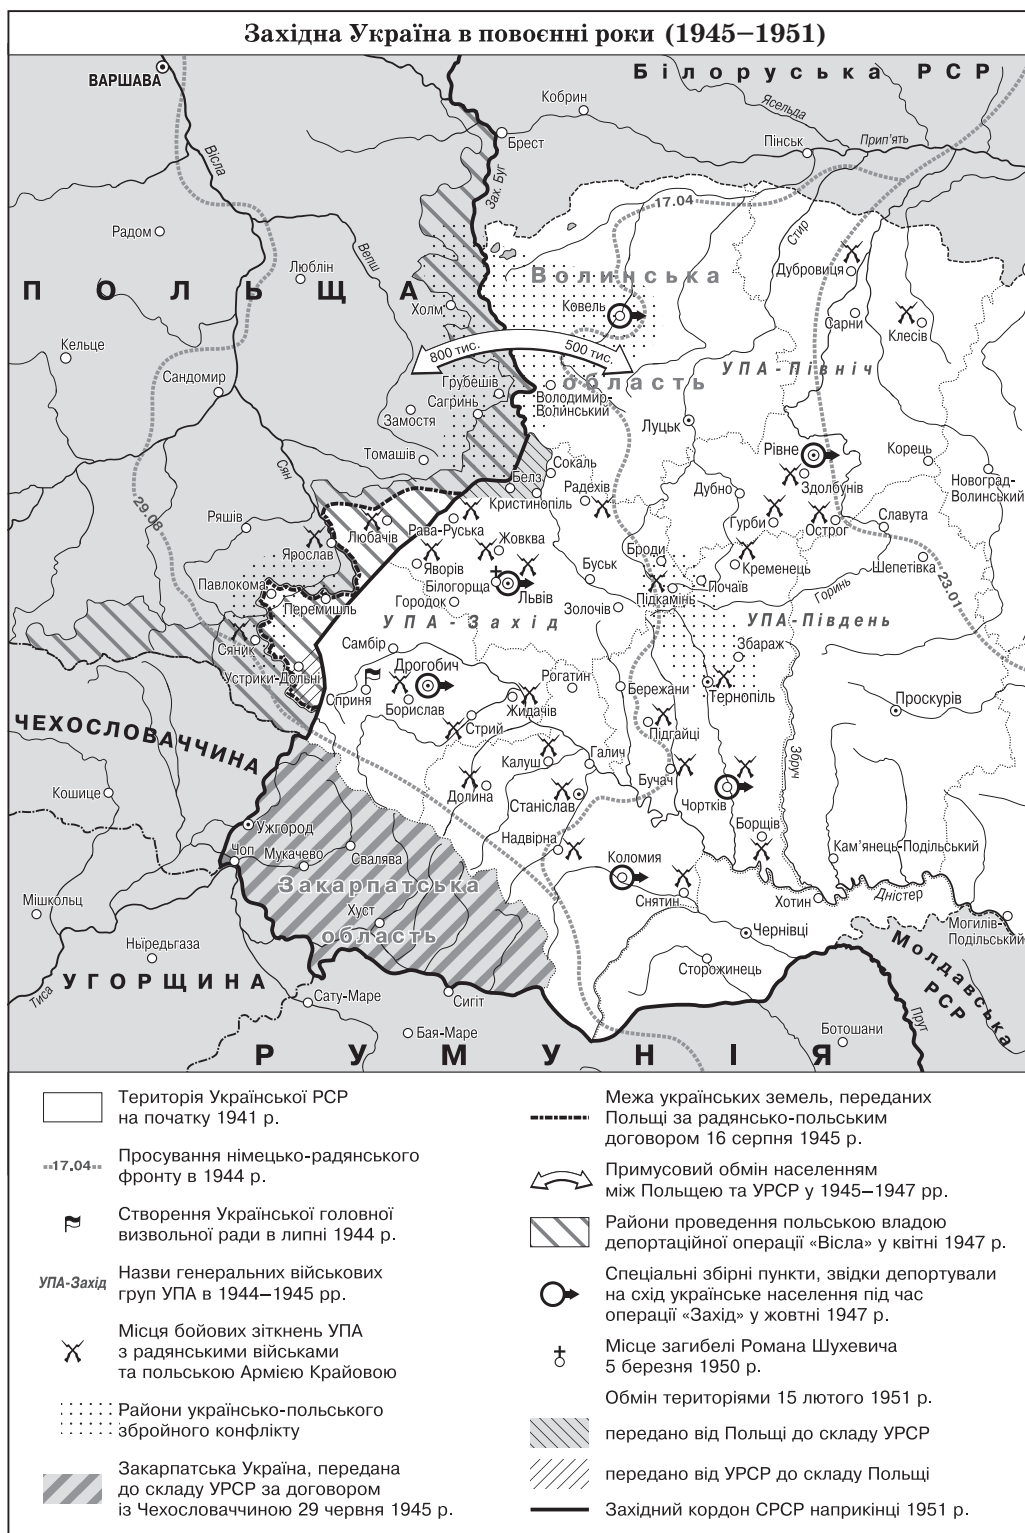 Західна Україна в повоєнні роки (1945–1951)
ВАРШАВА
Білоруська РСР
Кобрин
Ясельда
Брест
Пінськ
Прип'ять
Вісла
Зах. Буг
17.04
Стир
Радом
Вепш
Люблін
Дубровиця
ПОЛЬЩА
Волинська
Холм
Ковель
Сарни
Клесів
Кельце
800 тис.
500 тис.
УПА-Північ
Сандомир
Грубешів
область
Сагринь
Володимир-
Волинський
Замостя
Луцьк
Томашів
Сян
Рівне
Корець
Сокаль
Белз
Радехів
Дубно
Здолбунів
Новоград-
Волинський
Кристинопіль
29.08
Ряшів
Любачів
Рава-Руська
Гурби
Острог
Славута
Ярослав
Жовква
Броди
Яворів
Буськ
Кременець
Шепетівка
Павлокома
Білогорща
Почаїв
23.01
Перемишль
Городок
Львів
Золочів
Підкамінь
Горинь
УПА-Захід
УПА-Південь
Сяник
Самбір
Збараж
Устрики-Дольні
Дрогобич
Рогатин
Бережани
Тернопіль
Сприня
Борислав
Жидачів
Проскурів
ЧЕХОСЛОВАЧЧИНА
Стрий
Підгайці
Галич
Збруч
Калуш
Бучач
Кошице
Долина
Станіслав
Чортків
Ужгород
Надвірна
Борщів
Чоп
Мукачево
Свалява
Коломия
Кам'янець-Подільський
Закарпатська
Мішкольц
Снятин
Хотин
Дністер
Хуст
Могилів-
Подільський
область
Чернівці
Ньїредьгаза
Молдавська
РСР
УГОРЩИНА
Сторожинець
Тиса
Сату-Маре
Сигіт
Бая-Маре
Ботошани
Прут
РУМУНІЯ
Територія Української РСР
на початку 1941 р.
17.04
Просування німецько-радянського
фронту в 1944 р.
Створення Української головної
визвольної ради в липні 1944 р.
УПА-Захід
Назви генеральних військових
груп УПА в 1944–1945 рр.
Місця бойових зіткнень УПА
з радянськими військами
та польською Армією Крайовою
Райони українсько-польського
збройного конфлікту
Закарпатська Україна, передана
до складу УРСР за договором
із Чехословаччиною 29 червня 1945 р.
Межа українських земель, переданих
Польщі за радянсько-польським
договором 16 серпня 1945 р.
Примусовий обмін населенням
між Польщею та УРСР у 1945–1947 рр.
Райони проведення польською владою
депортаційної операції «Вісла» у квітні 1947 р.
Спеціальні збірні пункти, звідки депортували
на схід українське населення під час
операції «Захід» у жовтні 1947 р.
Місце загибелі Романа Шухевича
5 березня 1950 р.
Обмін територіями 15 лютого 1951 р.
передано від Польщі до складу УРСР
передано від УРСР до складу Польщі
Західний кордон СРСР наприкінці 1951 р.